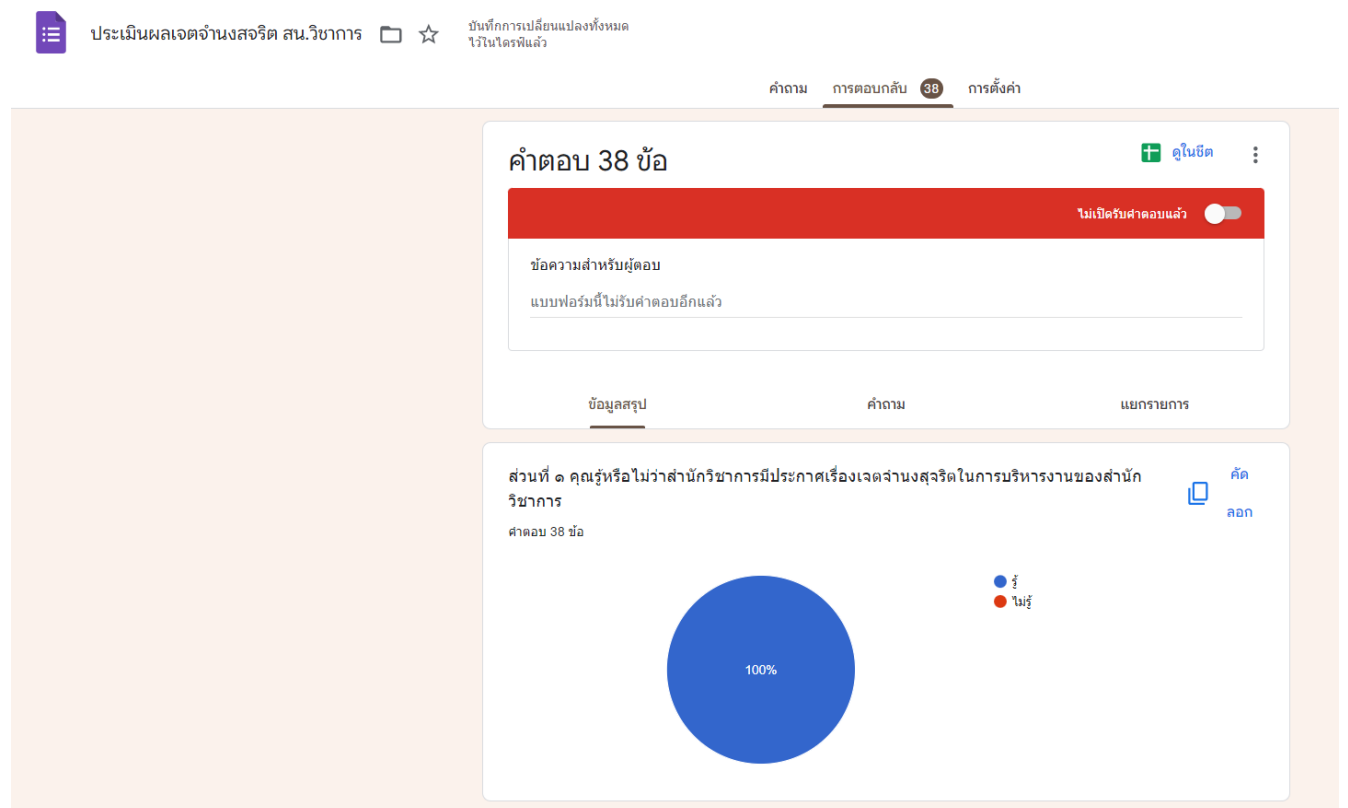 ประเมินผลเจตจำนงสจริต สน.วิชาการ
บันทึกการเปลี่ยนแปลงทั้งหมด
ไว้ในไดรฟ์แล้ว
คำถาม การตอบกลับ 38 การตั้งค่า
คำตอบ 38 ข้อ
ดูในชีต
ไม่เปิดรับคำตอบแล้ว
ข้อความสำหรับผู้ตอบ
แบบฟอร์มนี้ไม่รับคำตอบอีกแล้ว
ข้อมูลสรุป คำถาม แยกรายการ
ส่วนที่ ๑ คุณรู้หรือไม่ว่าสำนักวิชาการมีประกาศเรื่องเจตจำนงสุจริตในการบริหารงานของสำนัก
วิชาการ
คัด
ลอก
คำตอบ 38 ข้อ
รู้
ไม่รู้
100%